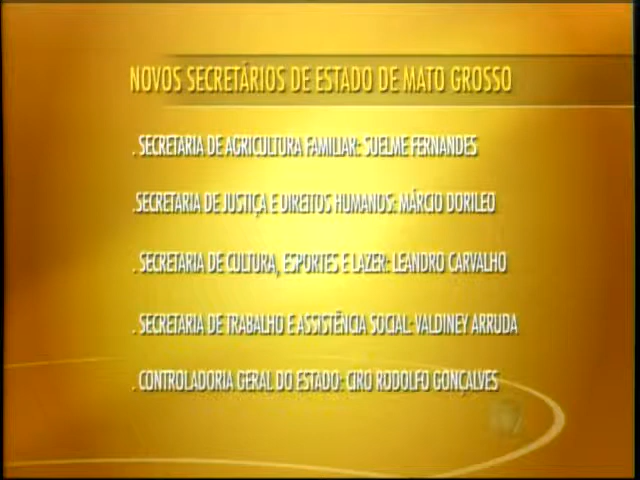 NOVOS SECRETÁRIOS DE ESTADO DE MATO GROSSO
. SECRETARIA DE AGRICULTURA FAMILIAR: SUELME FERNANDES
.SECRETARIA DE JUSTIÇA E DIREITOS HUMANOS: MÁRCIO DORILEO
. SECRETARIA DE CULTURA, ESPORTES E LAZER: LEANDRO CARVALHO
. SECRETARIA DE TRABALHO E ASSISTÊNCIA SOCIAL: VALDINEY ARRUDA
. CONTROLADORIA GERAL DO ESTADO: CIRO RODOLFO GONÇALVES